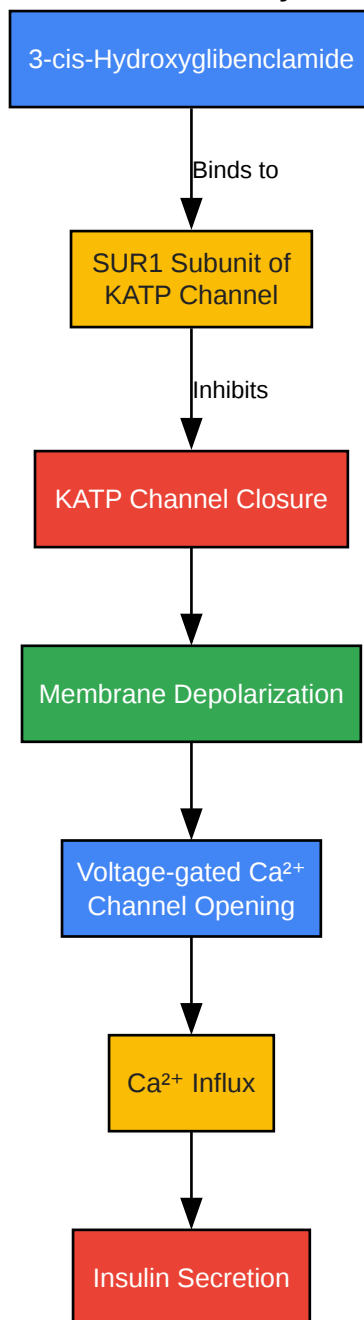 3-cis-Hydroxyglibenclamide
Binds to
SUR1 Subunit of
KATP Channel
Inhibits
KATP Channel Closure
Membrane Depolarization
Voltage-gated Ca²⁺
Channel Opening
Ca²⁺ Influx
Insulin Secretion